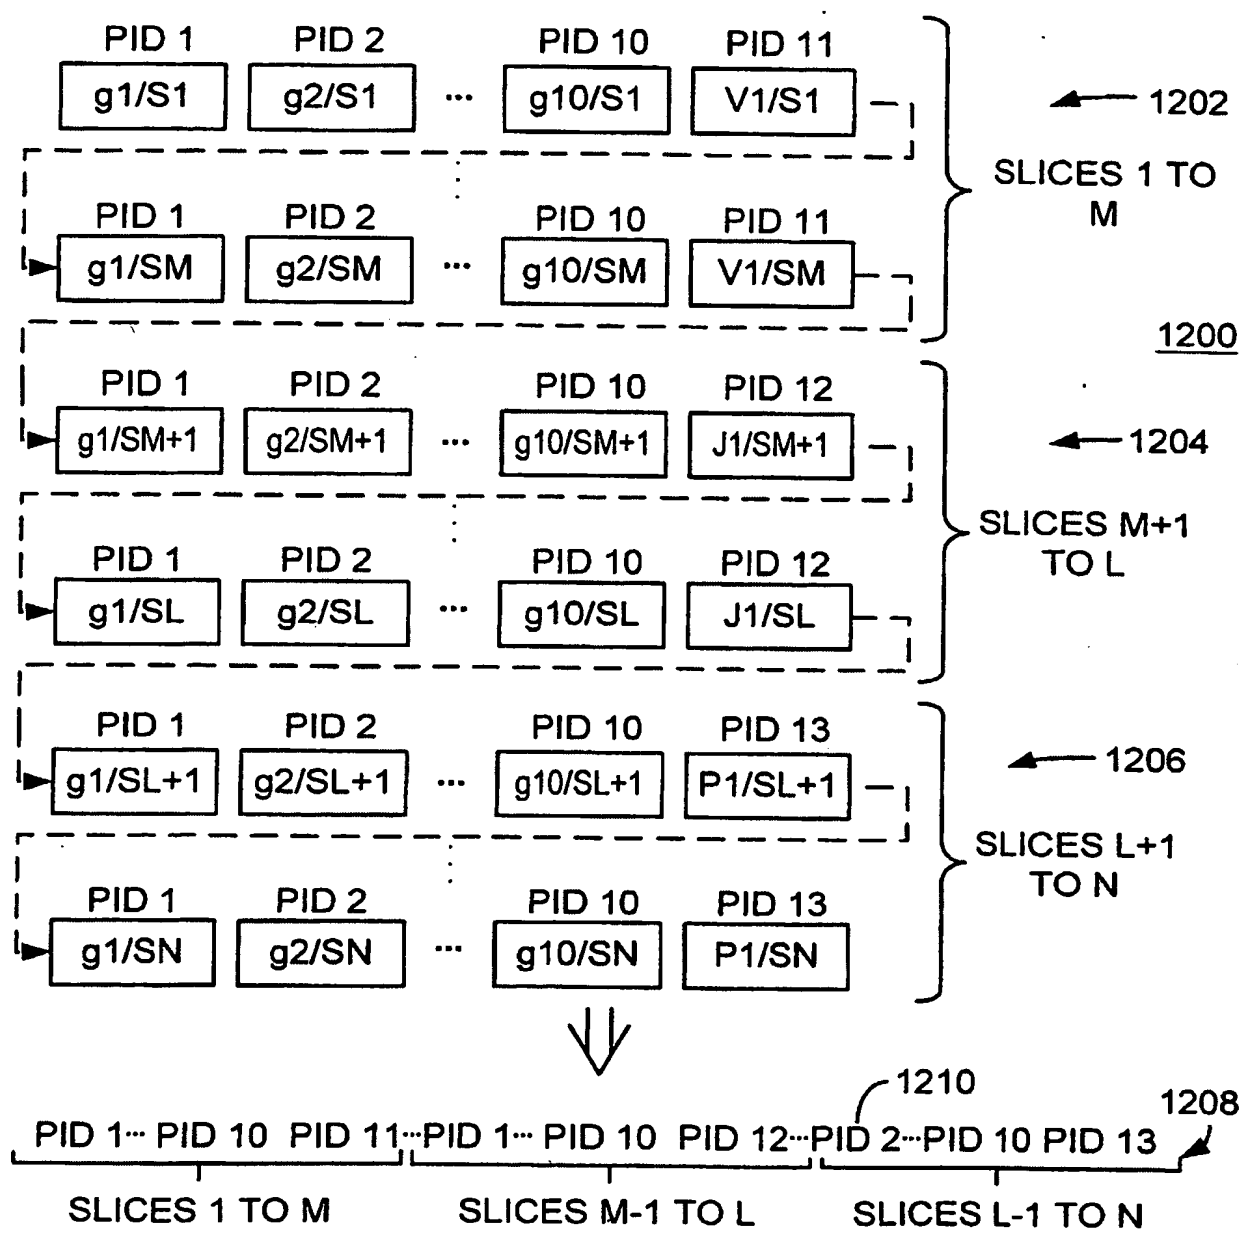 PID 1 PID 2 PID 10 PID 11
g1/S1 g2/S1 ... g10/S1 V1/S1
1202
SLICES 1 TO
M
PID 1 PID 2 PID 10 PID 11
g1/SM g2/SM ... g10/SM V1/SM
1200
PID 1 PID 2 PID 10 PID 12
g1/SM+1 g2/SM+1 ... g10/SM+1 J1/SM+1
1204
SLICES M+1
TO L
PID 1 PID 2 PID 10 PID 12
g1/SL g2/SL ... g10/SL J1/SL
PID 1 PID 2 PID 10 PID 13
g1/SL+1 g2/SL+1 ... g10/SL+1 P1/SL+1
1206
SLICES L+1
TO N
PID 1 PID 2 PID 10 PID 13
g1/SN g2/SN ... g10/SN P1/SN
1210
1208
PID 1... PID 10 PID 11...PID 1... PID 10 PID 12...PID 2...PID 10 PID 13
SLICES 1 TO M SLICES M-1 TO L SLICES L-1 TO N